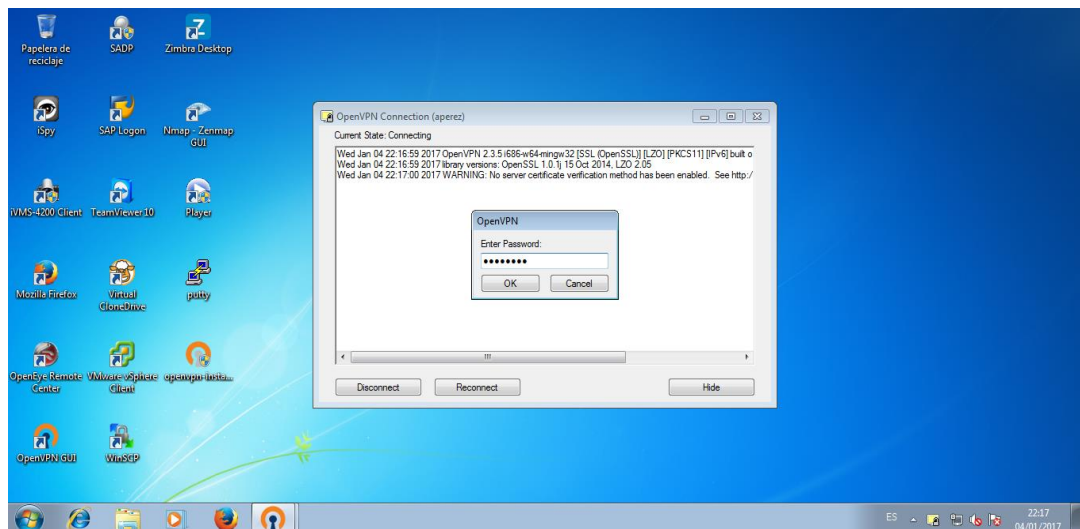 Papelera de
reciclaje
SADP
Zimbra Desktop
iSpy
SAP Logon
Nmap - Zenmap
GUI
iVMS-4200 Client
TeamViewer 10
Player
Mozilla Firefox
Virtual
CloneDrive
putty
OpenEye Remote
Center
VMware vSphere
Client
openvpn-insta...
OpenVPN GUI
WinSCP
OpenVPN Connection (aperez)
Current State: Connecting
Wed Jan 04 22:16:59 2017 OpenVPN 2.3.5 i686-w64-mingw32 [SSL (OpenSSL)] [LZO] [PKCS11] [IPv6] built o
Wed Jan 04 22:16:59 2017 library versions: OpenSSL 1.0.1j 15 Oct 2014, LZO 2.05
Wed Jan 04 22:17:00 2017 WARNING: No server certificate verification method has been enabled.  See http:/
OpenVPN
Enter Password:
••••••••
OK
Cancel
Disconnect
Reconnect
Hide
ES
22:17
04/01/2017